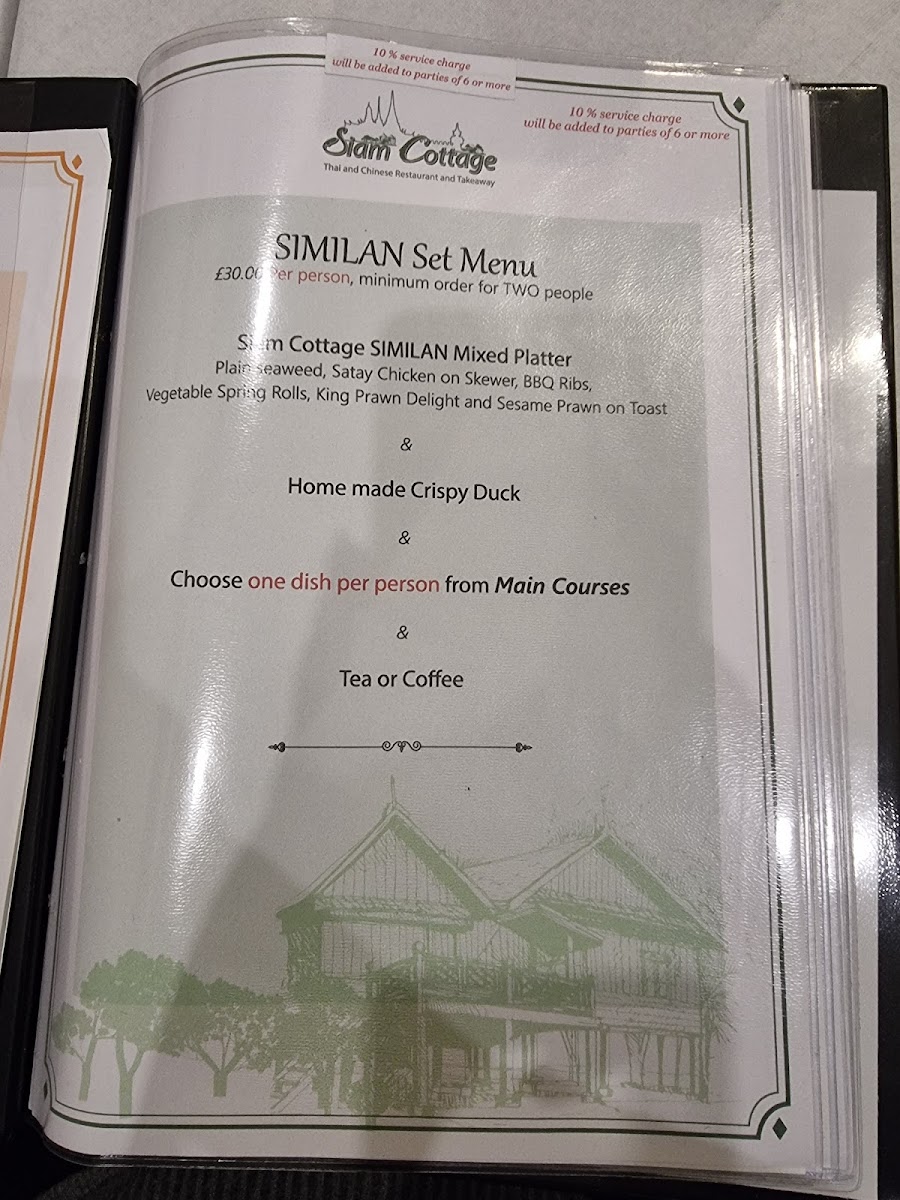 10 % service charge
will be added to parties of 6 or more
10 % service charge
will be added to parties of 6 or more
Siam Cottage
Thai and Chinese Restaurant and Takeaway
SIMILAN Set Menu
£30.00 Per person, minimum order for TWO people
Siam Cottage SIMILAN Mixed Platter
Plain seaweed, Satay Chicken on Skewer, BBQ Ribs,
Vegetable Spring Rolls, King Prawn Delight and Sesame Prawn on Toast
&
Home made Crispy Duck
&
Choose one dish per person from Main Courses
&
Tea or Coffee